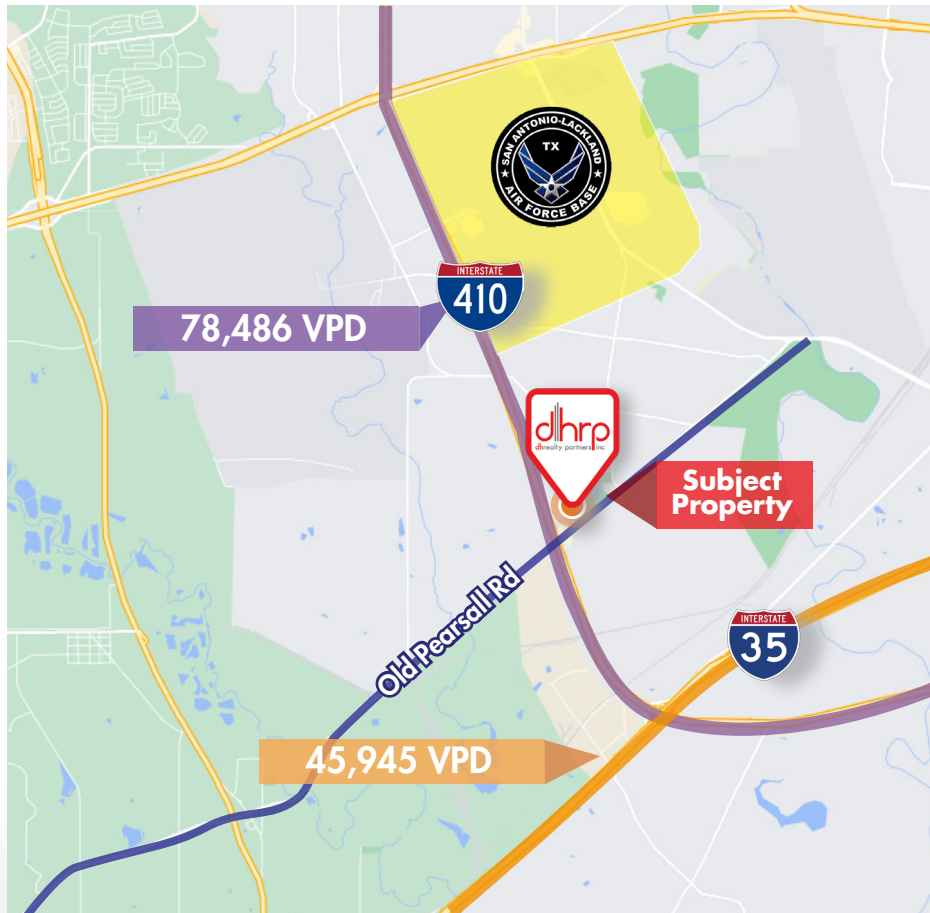 SAN ANTONIO-LACKLAND
TX
AIR FORCE BASE
INTERSTATE
410
78,486 VPD
dhrp
dhrealty partners inc
Subject
Property
Old Pearsall Rd
INTERSTATE
35
45,945 VPD